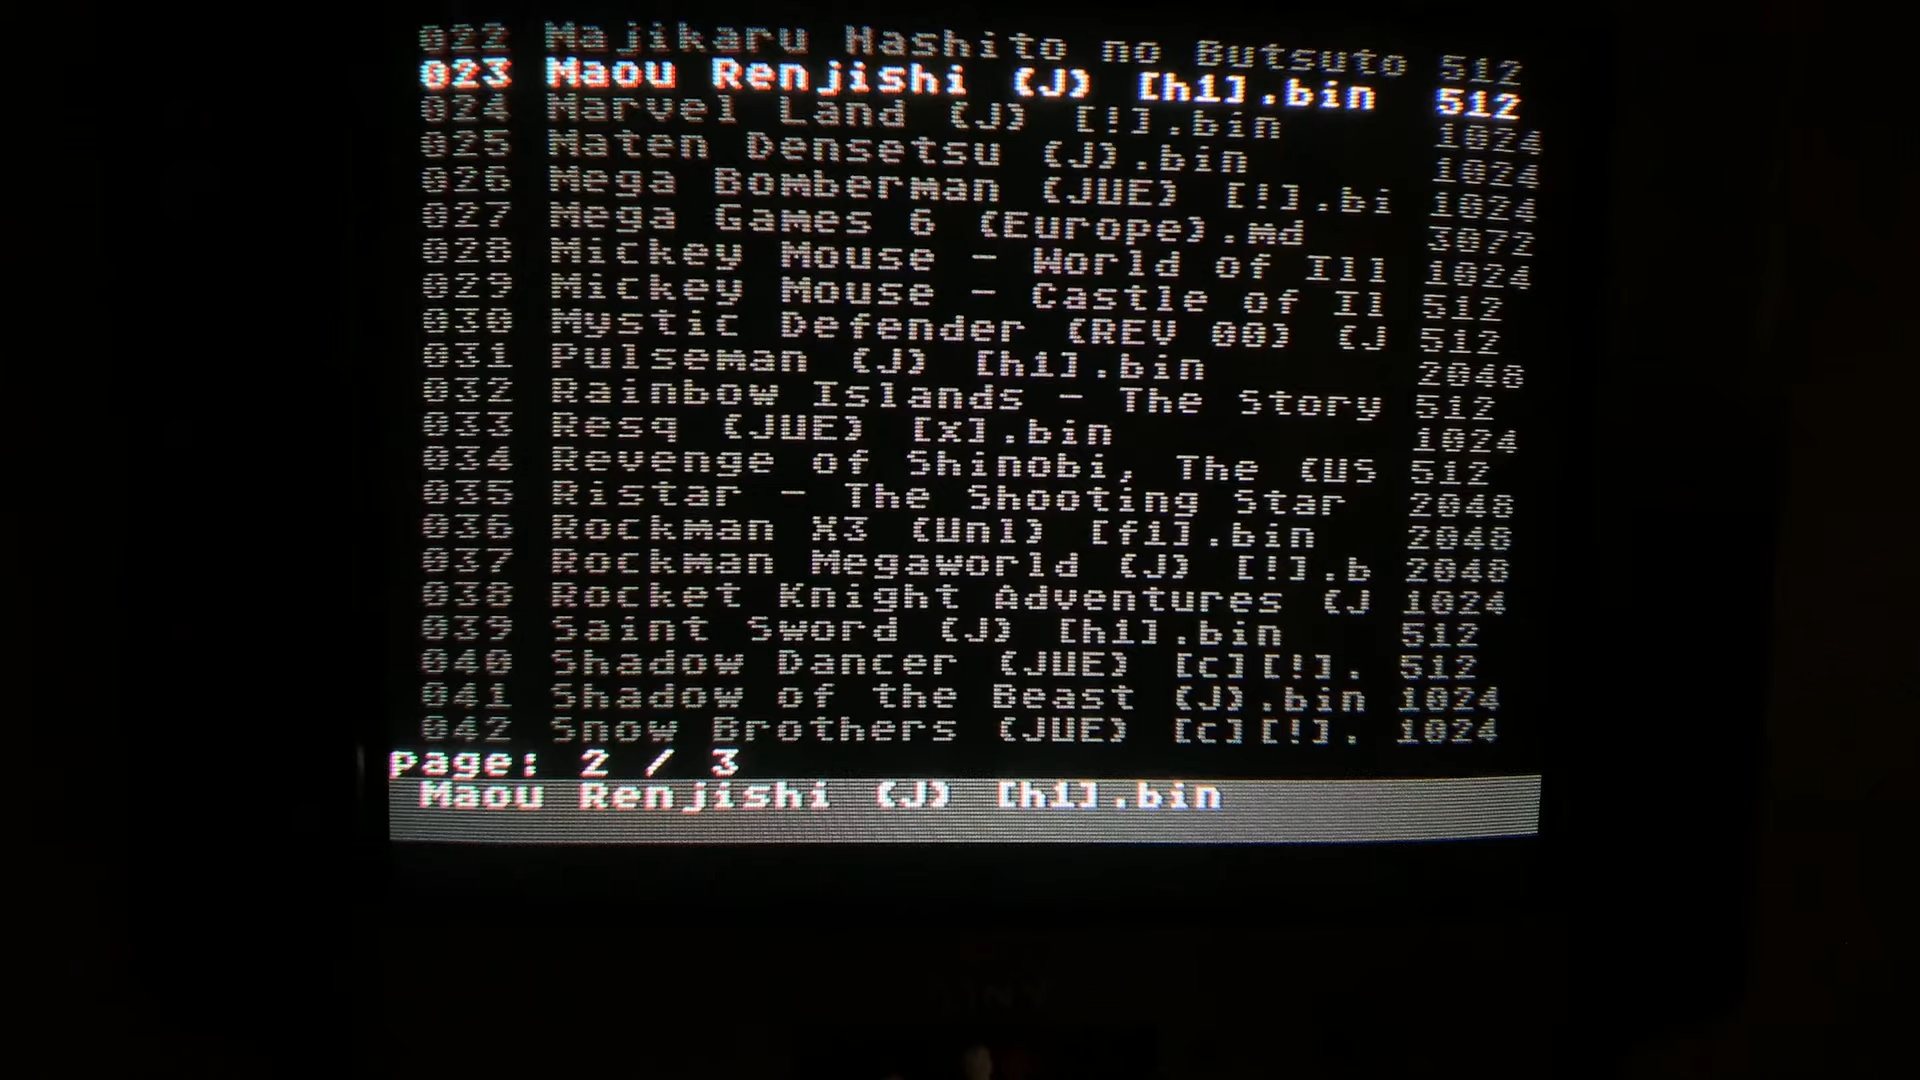 022 Majikaru Hashito no Butsuto 512
023 Maou Renjishi (J) [h1].bin 512
024 Marvel Land (J) [!].bin 1024
025 Maten Densetsu (J).bin 1024
026 Mega Bomberman (JUE) [!].bi 1024
027 Mega Games 6 (Europe).md 3072
028 Mickey Mouse - World of Ill 1024
029 Mickey Mouse - Castle of Il 512
030 Mystic Defender (REV 00) (J 512
031 Pulseman (J) [h1].bin 2048
032 Rainbow Islands - The Story 512
033 Resq (JUE) [x].bin 1024
034 Revenge of Shinobi, The (US 512
035 Ristar - The Shooting Star 2048
036 Rockman X3 (Unl) [f1].bin 2048
037 Rockman Megaworld (J) [!].b 2048
038 Rocket Knight Adventures (J 1024
039 Saint Sword (J) [h1].bin 512
040 Shadow Dancer (JUE) [c][!]. 512
041 Shadow of the Beast (J).bin 1024
042 Snow Brothers (JUE) [c][!]. 1024
page: 2 / 3
Maou Renjishi (J) [h1].bin